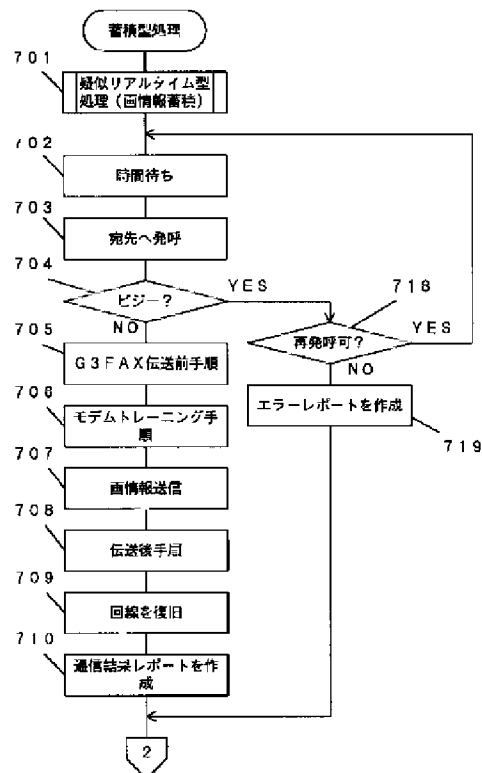 蓄積型処理
701
疑似リアルタイム型
処理（画情報蓄積）
702
時間待ち
703
宛先へ発呼
704
ビジー？
YES
NO
718
再発呼可？
YES
NO
705
G3FAX伝送前手順
エラーレポートを作成
719
706
モデムトレーニング手
順
707
画情報送信
708
伝送後手順
709
回線を復旧
710
通信結果レポートを作
成
2